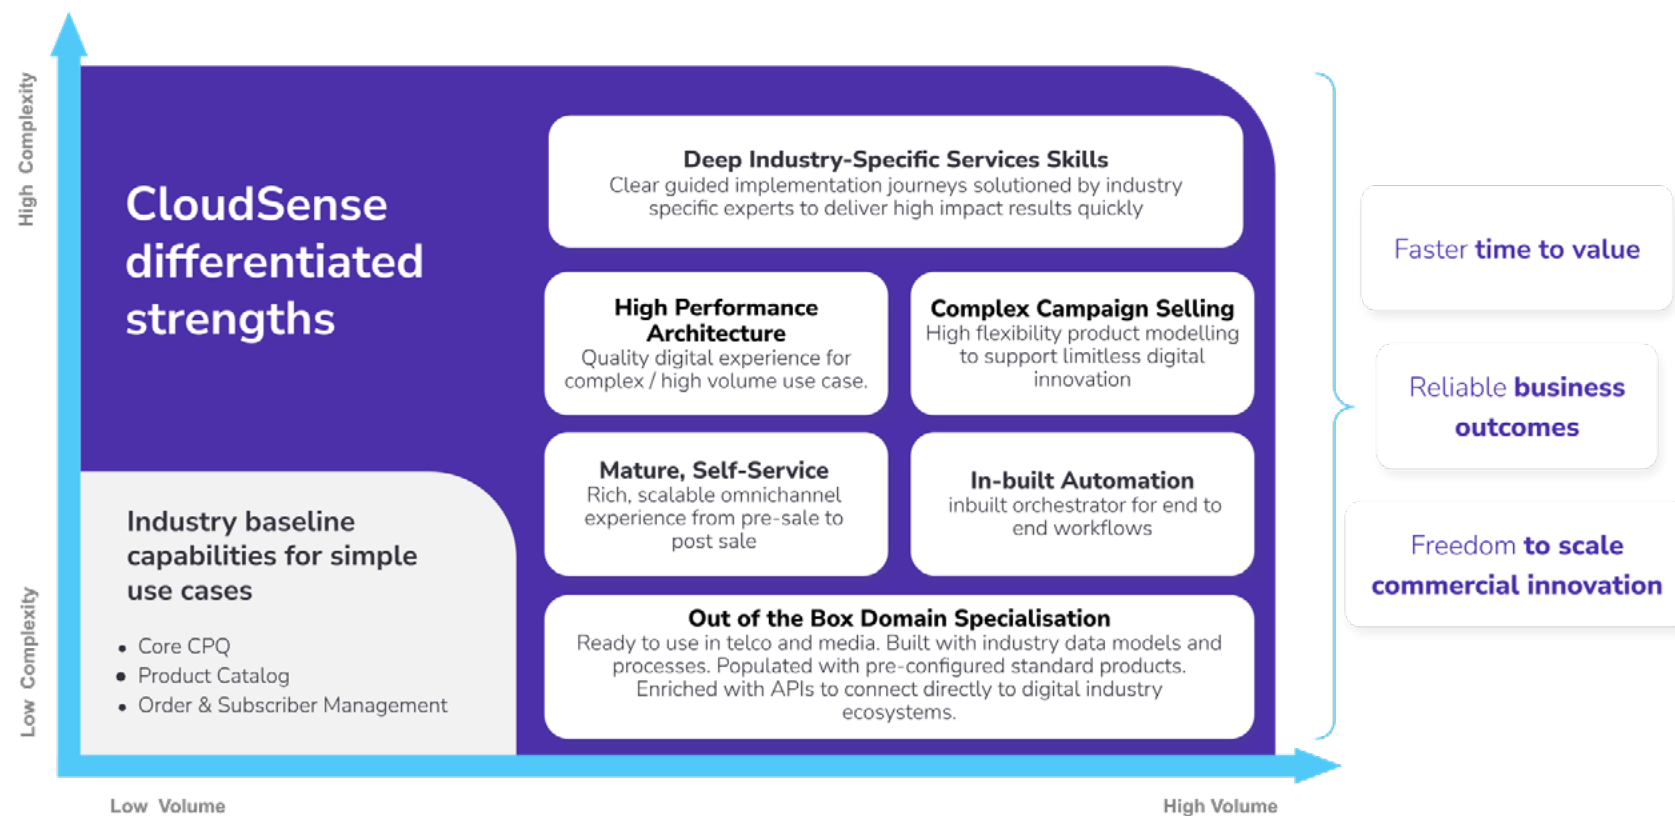 High Complexity
Low Complexity
CloudSense
differentiated
strengths
Industry baseline
capabilities for simple
use cases
• Core CPQ
• Product Catalog
• Order & Subscriber Management
Deep Industry-Specific Services Skills
Clear guided implementation journeys solutioned by industry
specific experts to deliver high impact results quickly
High Performance
Architecture
Quality digital experience for
complex / high volume use case.
Complex Campaign Selling
High flexibility product modelling
to support limitless digital
innovation
Mature, Self-Service
Rich, scalable omnichannel
experience from pre-sale to
post sale
In-built Automation
inbuilt orchestrator for end to
end workflows
Out of the Box Domain Specialisation
Ready to use in telco and media. Built with industry data models and
processes. Populated with pre-configured standard products.
Enriched with APIs to connect directly to digital industry
ecosystems.
Faster time to value
Reliable business
outcomes
Freedom to scale
commercial innovation
Low Volume
High Volume